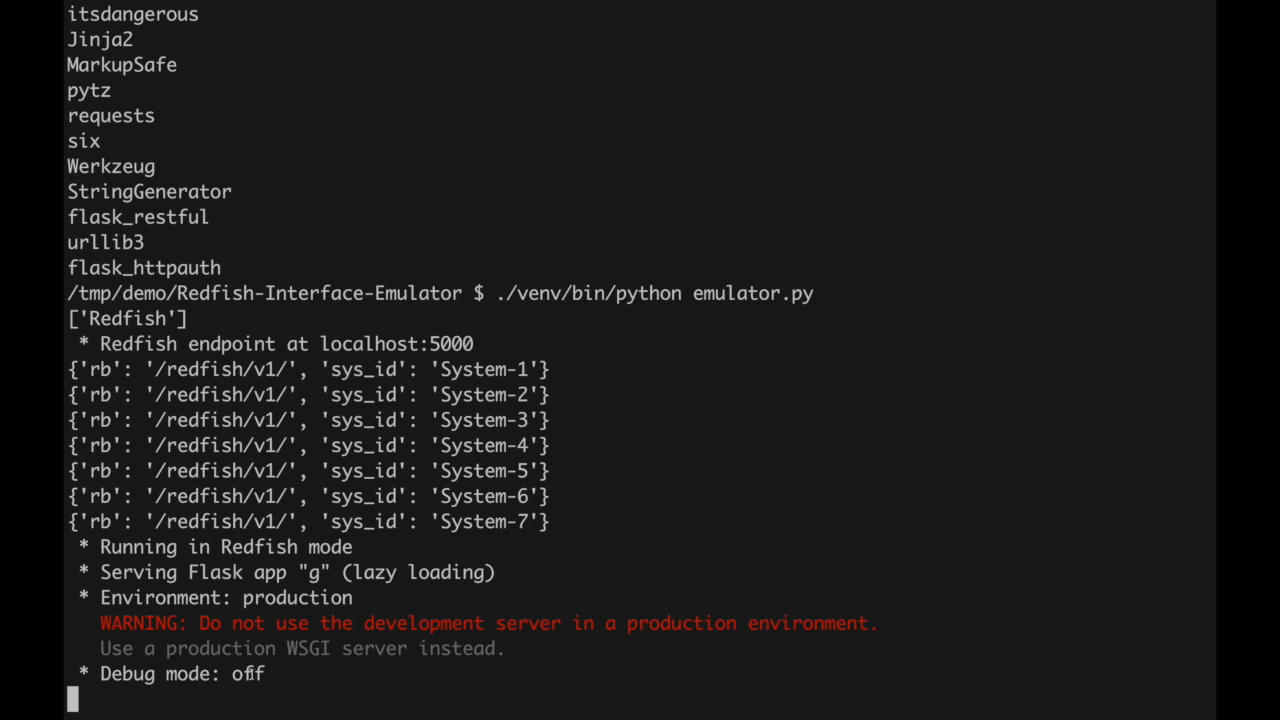 itsdangerous
Jinja2
MarkupSafe
pytz
requests
six
Werkzeug
StringGenerator
flask_restful
urllib3
flask_httpauth
/tmp/demo/Redfish-Interface-Emulator $ ./venv/bin/python emulator.py
['Redfish']
 * Redfish endpoint at localhost:5000
{'rb': '/redfish/v1/', 'sys_id': 'System-1'}
{'rb': '/redfish/v1/', 'sys_id': 'System-2'}
{'rb': '/redfish/v1/', 'sys_id': 'System-3'}
{'rb': '/redfish/v1/', 'sys_id': 'System-4'}
{'rb': '/redfish/v1/', 'sys_id': 'System-5'}
{'rb': '/redfish/v1/', 'sys_id': 'System-6'}
{'rb': '/redfish/v1/', 'sys_id': 'System-7'}
 * Running in Redfish mode
 * Serving Flask app "g" (lazy loading)
 * Environment: production
   WARNING: Do not use the development server in a production environment.
   Use a production WSGI server instead.
 * Debug mode: off